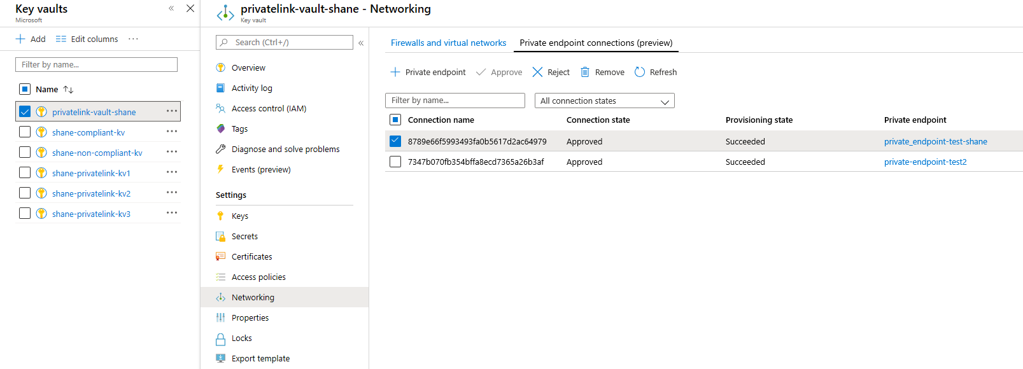 Key vaults
Microsoft
Add
Edit columns
Filter by name...
Name
privatelink-vault-shane
shane-compliant-kv
shane-non-compliant-kv
shane-privatelink-kv1
shane-privatelink-kv2
shane-privatelink-kv3
privatelink-vault-shane - Networking
Key vault
Search (Ctrl+/)
Overview
Activity log
Access control (IAM)
Tags
Diagnose and solve problems
Events (preview)
Settings
Keys
Secrets
Certificates
Access policies
Networking
Properties
Locks
Export template
Firewalls and virtual networks Private endpoint connections (preview)
Private endpoint Approve Reject Remove Refresh
Filter by name... All connection states
Connection name Connection state Provisioning state Private endpoint
8789e66f5993493fa0b5617d2ac64979 Approved Succeeded private_endpoint-test-shane
7347b070fb354bffa8ecd7365a26b3af Approved Succeeded private-endpoint-test2